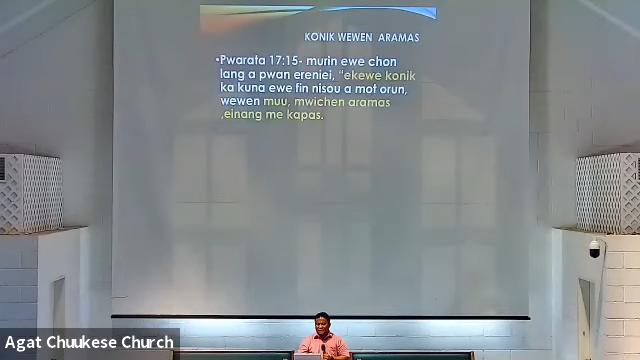 KONIK WEWEN ARAMAS
•Pwarata 17:15- murin ewe chon
lang a pwan ereniei, “ekewe konik
ka kuna ewe fin nisou a mot orun,
wewen muu, mwichen aramas
,einang me kapas.
Agat Chuukese Church